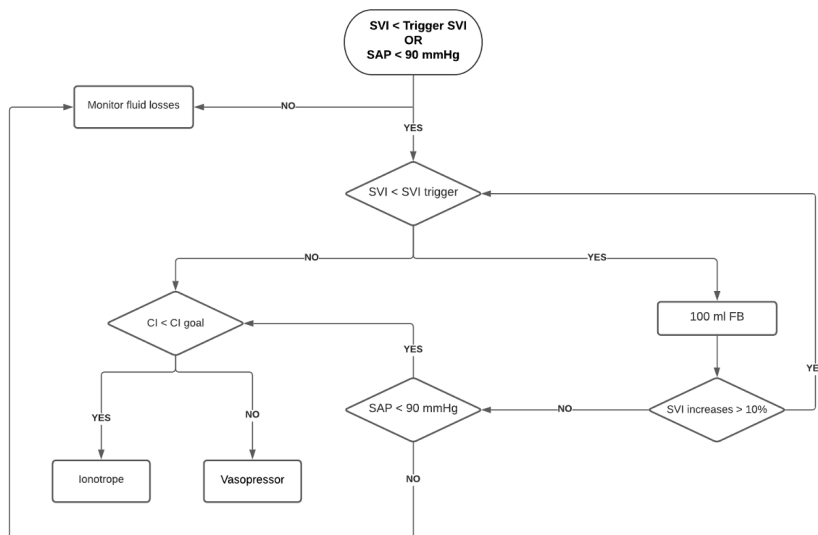 SVI < Trigger SVI
OR
SAP < 90 mmHg
Monitor fluid losses
NO
YES
SVI < SVI trigger
NO
YES
CI < CI goal
100 ml FB
YES
YE
SAP < 90 mmHg
NO
SVI increases > 10%
YES
NO
Ionotrope
Vasopressor
NO